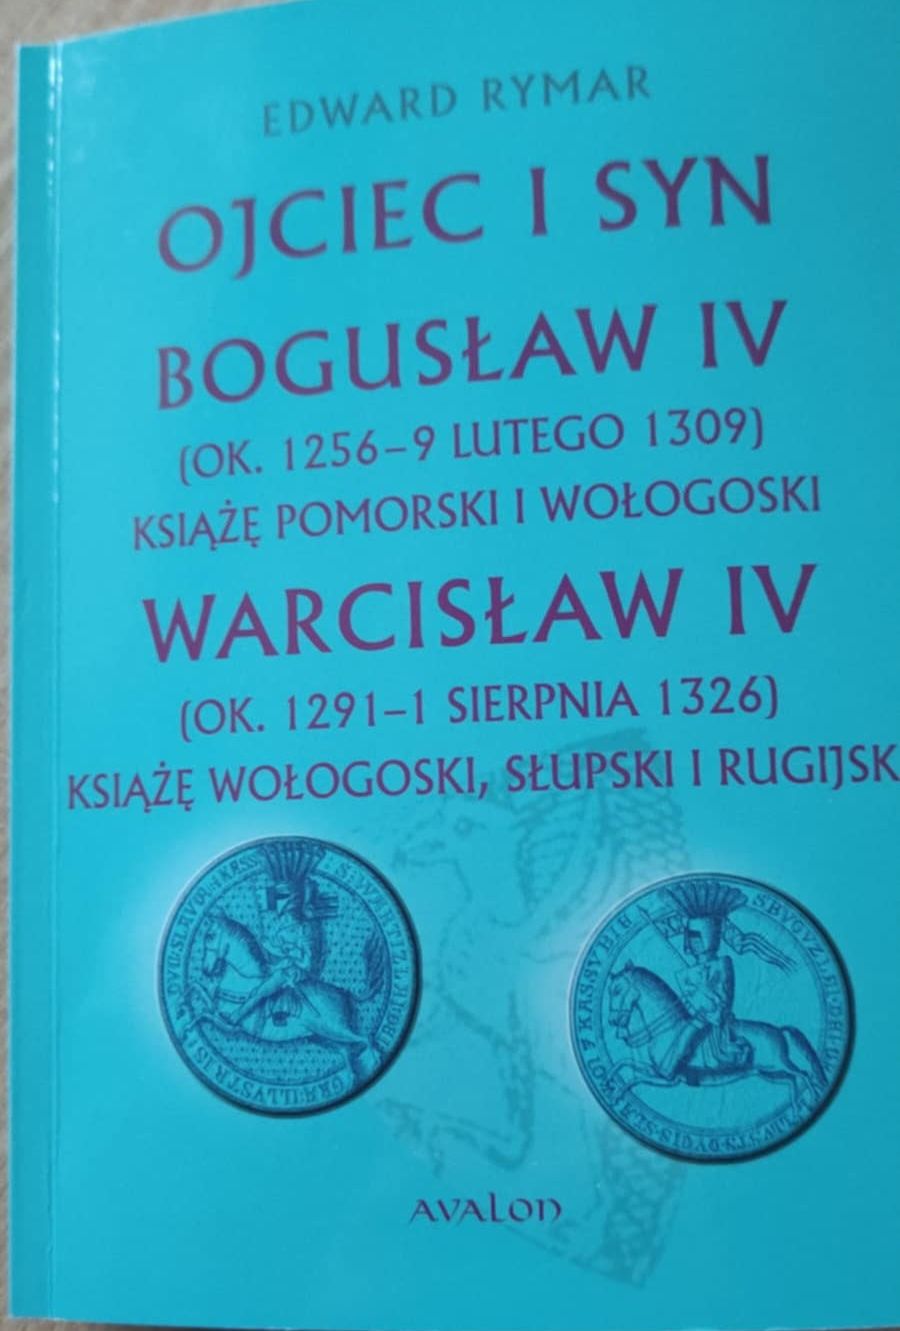 EDWARD RYMAR
OJCIEC I SYN
BOGUSŁAW IV
(OK. 1256–9 LUTEGO 1309)
KSIĄŻĘ POMORSKI I WOŁOGOSKI
WARCISŁAW IV
(OK. 1291–1 SIERPNIA 1326)
KSIĄŻĘ WOŁOGOSKI, SŁUPSKI I RUGIJSK
AVALON